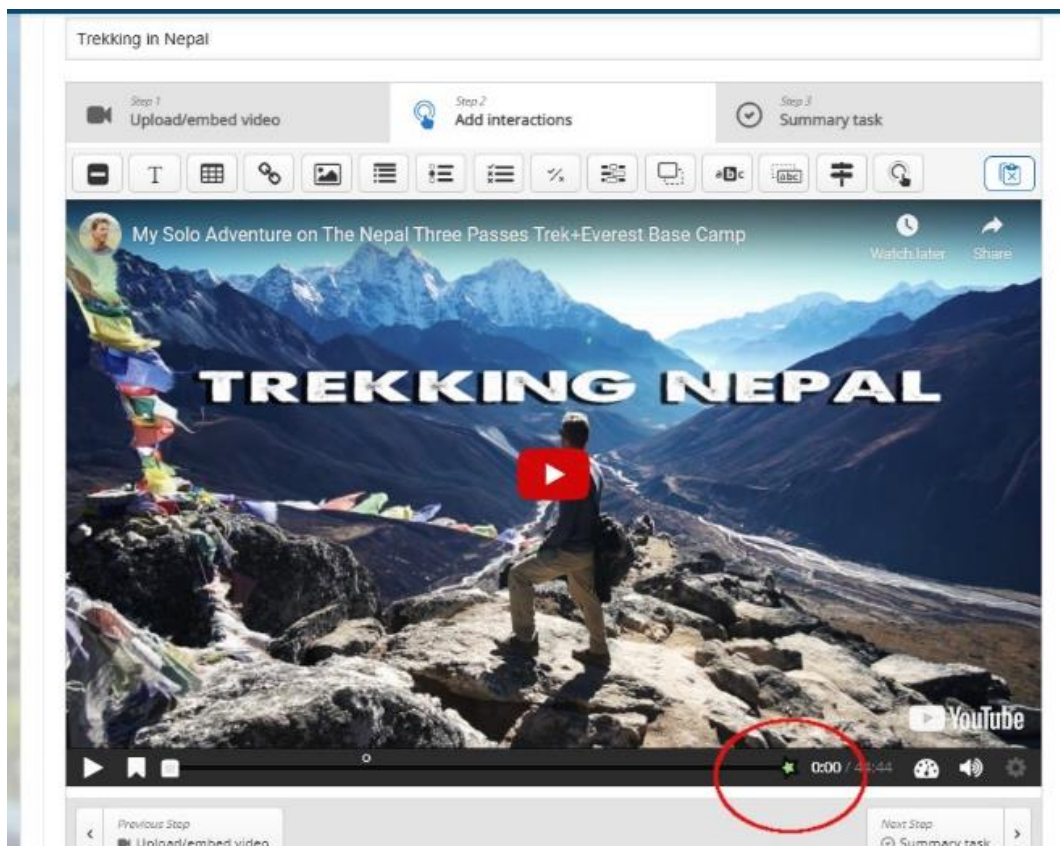 Trekking in Nepal
Step 1
Upload/embed video
Step 2
Add interactions
Step 3
Summary task
T
abc
abc
My Solo Adventure on The Nepal Three Passes Trek+Everest Base Camp
Watch later
Share
TREKKING NEPAL
YouTube
0:00 / 44:44
Previous Step
Upload/embed video
Next Step
Summary task